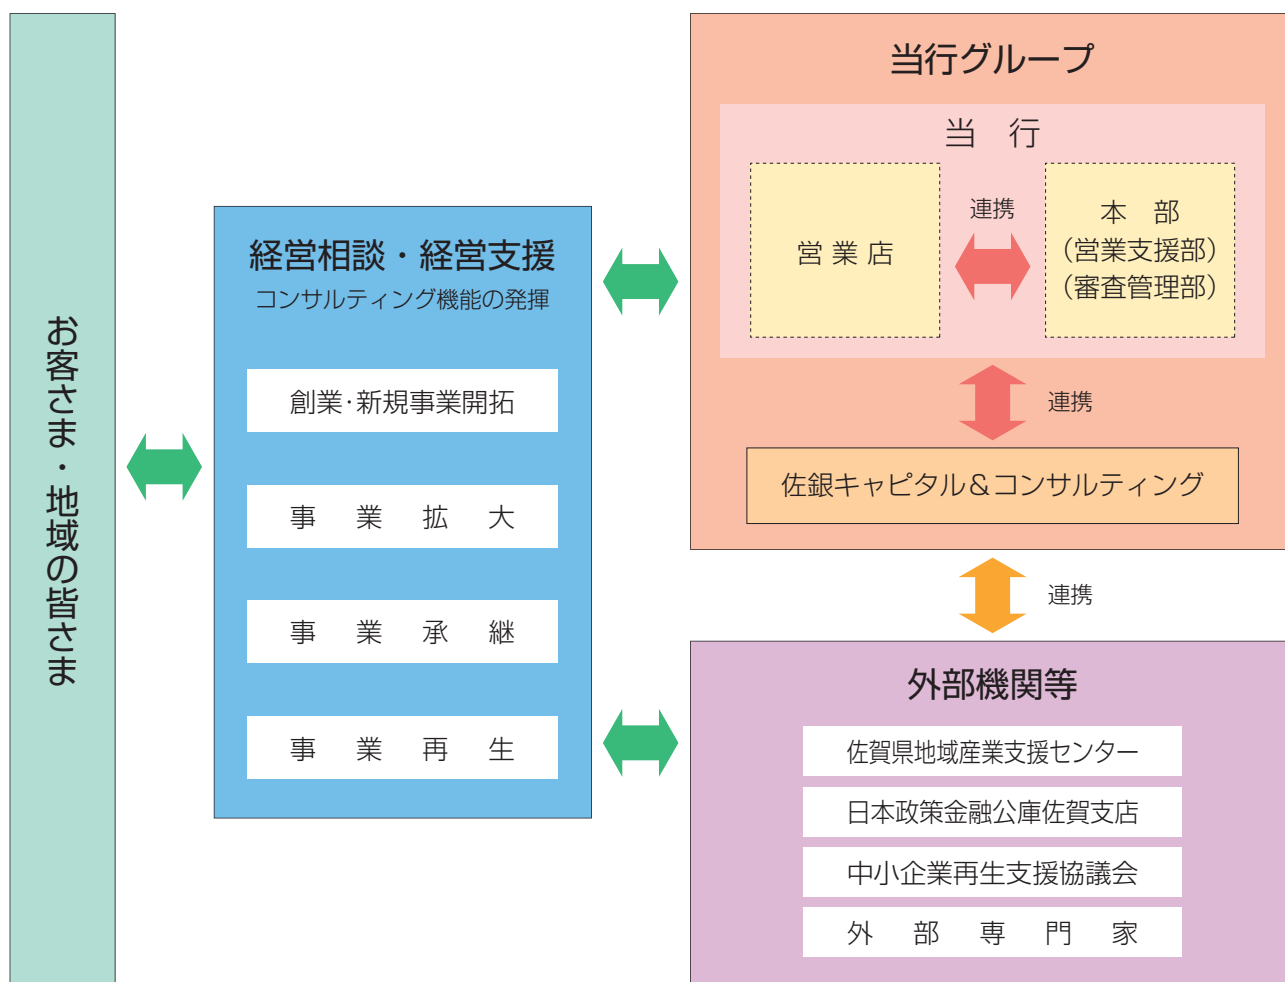 お客さま・地域の皆さま
経営相談・経営支援
コンサルティング機能の発揮
創業・新規事業開拓
事業拡大
事業承継
事業再生
当行グループ
当行
営業店
連携
本部
(営業支援部)
(審査管理部)
連携
佐銀キャピタル&コンサルティング
連携
外部機関等
佐賀県地域産業支援センター
日本政策金融公庫佐賀支店
中小企業再生支援協議会
外部専門家